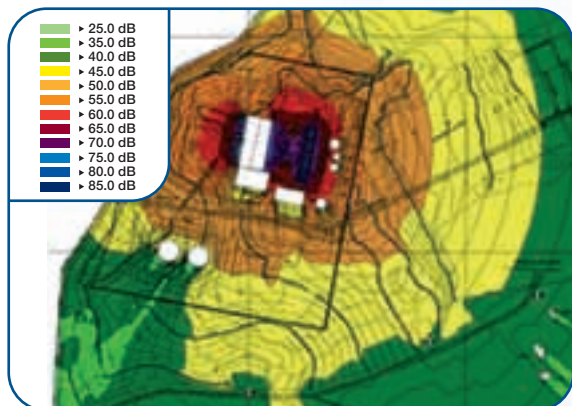 ▸ 25.0 dB
▸ 35.0 dB
▸ 40.0 dB
▸ 45.0 dB
▸ 50.0 dB
▸ 55.0 dB
▸ 60.0 dB
▸ 65.0 dB
▸ 70.0 dB
▸ 75.0 dB
▸ 80.0 dB
▸ 85.0 dB